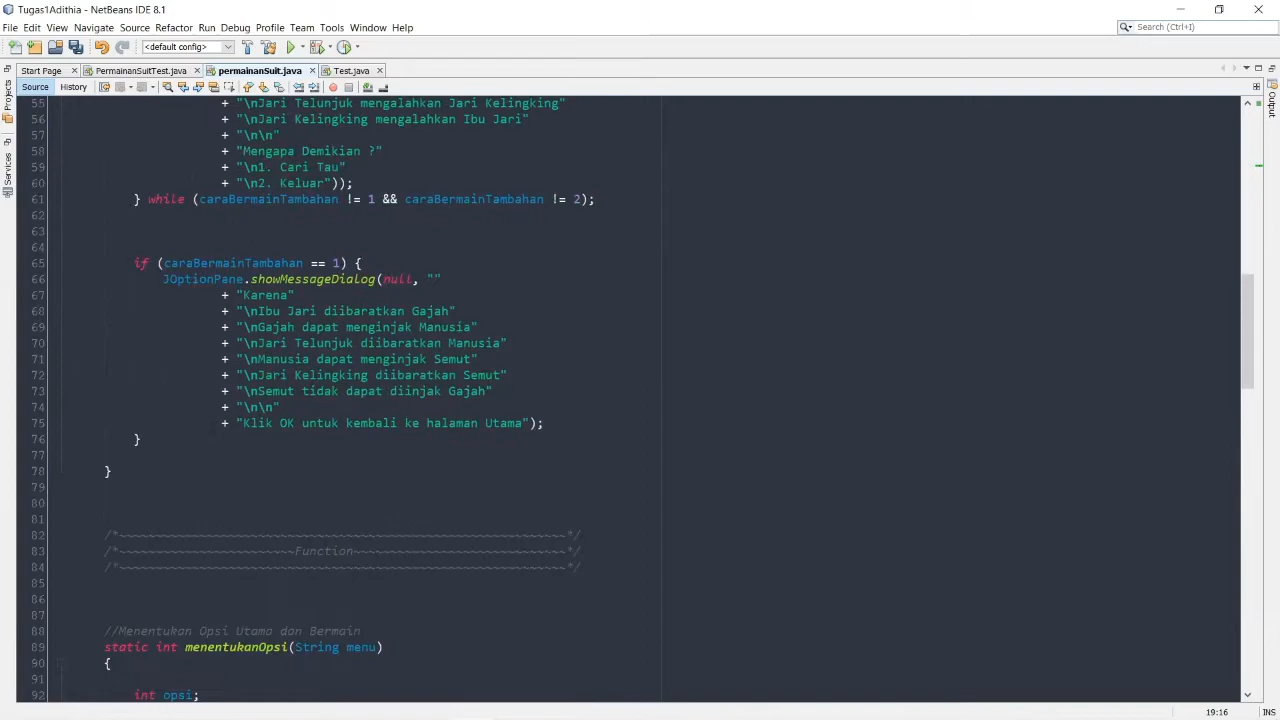 Tugas1Adithia - NetBeans IDE 8.1
File Edit View Navigate Source Refactor Run Debug Profile Team Tools Window Help
Search (Ctrl+I)
<default config>
Start Page PermainanSuitTest.java permainanSuit.java Test.java
Source History
Projects
Services
Output
55 + "\nJari Telunjuk mengalahkan Jari Kelingking"
56 + "\nJari Kelingking mengalahkan Ibu Jari"
57 + "\n\n"
58 + "Mengapa Demikian ?"
59 + "\n1. Cari Tau"
60 + "\n2. Keluar"));
61 } while (caraBermainTambahan != 1 && caraBermainTambahan != 2);
62
63
64
65 if (caraBermainTambahan == 1) {
66 JOptionPane.showMessageDialog(null, ""
67 + "Karena"
68 + "\nIbu Jari diibaratkan Gajah"
69 + "\nGajah dapat menginjak Manusia"
70 + "\nJari Telunjuk diibaratkan Manusia"
71 + "\nManusia dapat menginjak Semut"
72 + "\nJari Kelingking diibaratkan Semut"
73 + "\nSemut tidak dapat diinjak Gajah"
74 + "\n\n"
75 + "Klik OK untuk kembali ke halaman Utama");
76 }
77
78 }
79
80
81
82 /*~~~~~~~~~~~~~~~~~~~~~~~~~~~~~~~~~~~~~~~~~~~~~~~~~~~~~~~~~~~~~*/
83 /*~~~~~~~~~~~~~~~~~~~~~~~~Function~~~~~~~~~~~~~~~~~~~~~~~~~~~~~*/
84 /*~~~~~~~~~~~~~~~~~~~~~~~~~~~~~~~~~~~~~~~~~~~~~~~~~~~~~~~~~~~~~*/
85
86
87
88 //Menentukan Opsi Utama dan Bermain
89 static int menentukanOpsi(String menu)
90 {
91
92 int opsi;
19:16 INS